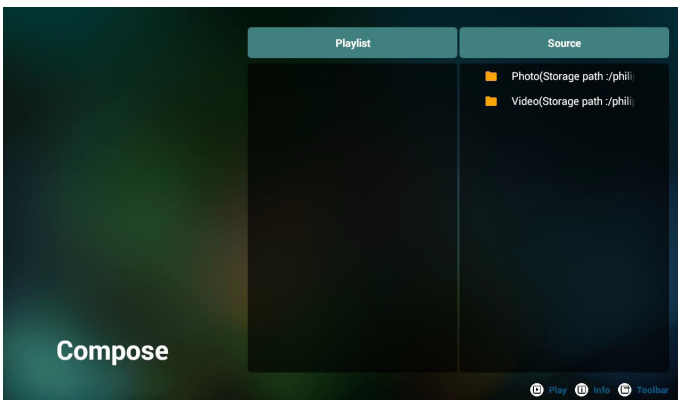 Playlist
Source
Photo(Storage path :/phili
Video(Storage path :/phili
Compose
Play Info Toolbar